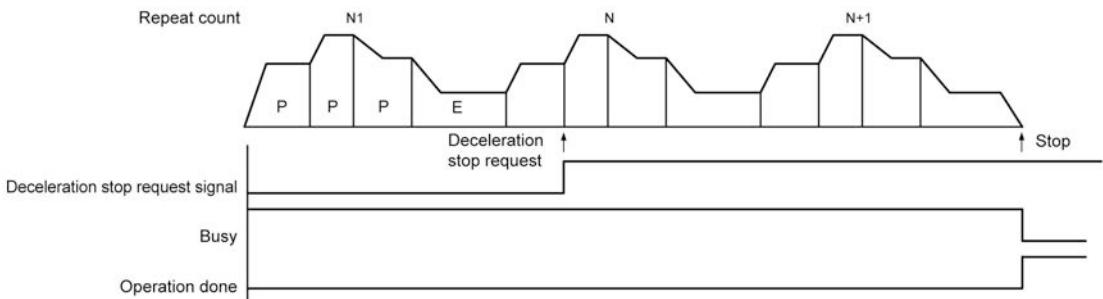 Repeat count
N1
N
N+1
P
P
P
E
Deceleration
stop request
Stop
Deceleration stop request signal
Busy
Operation done